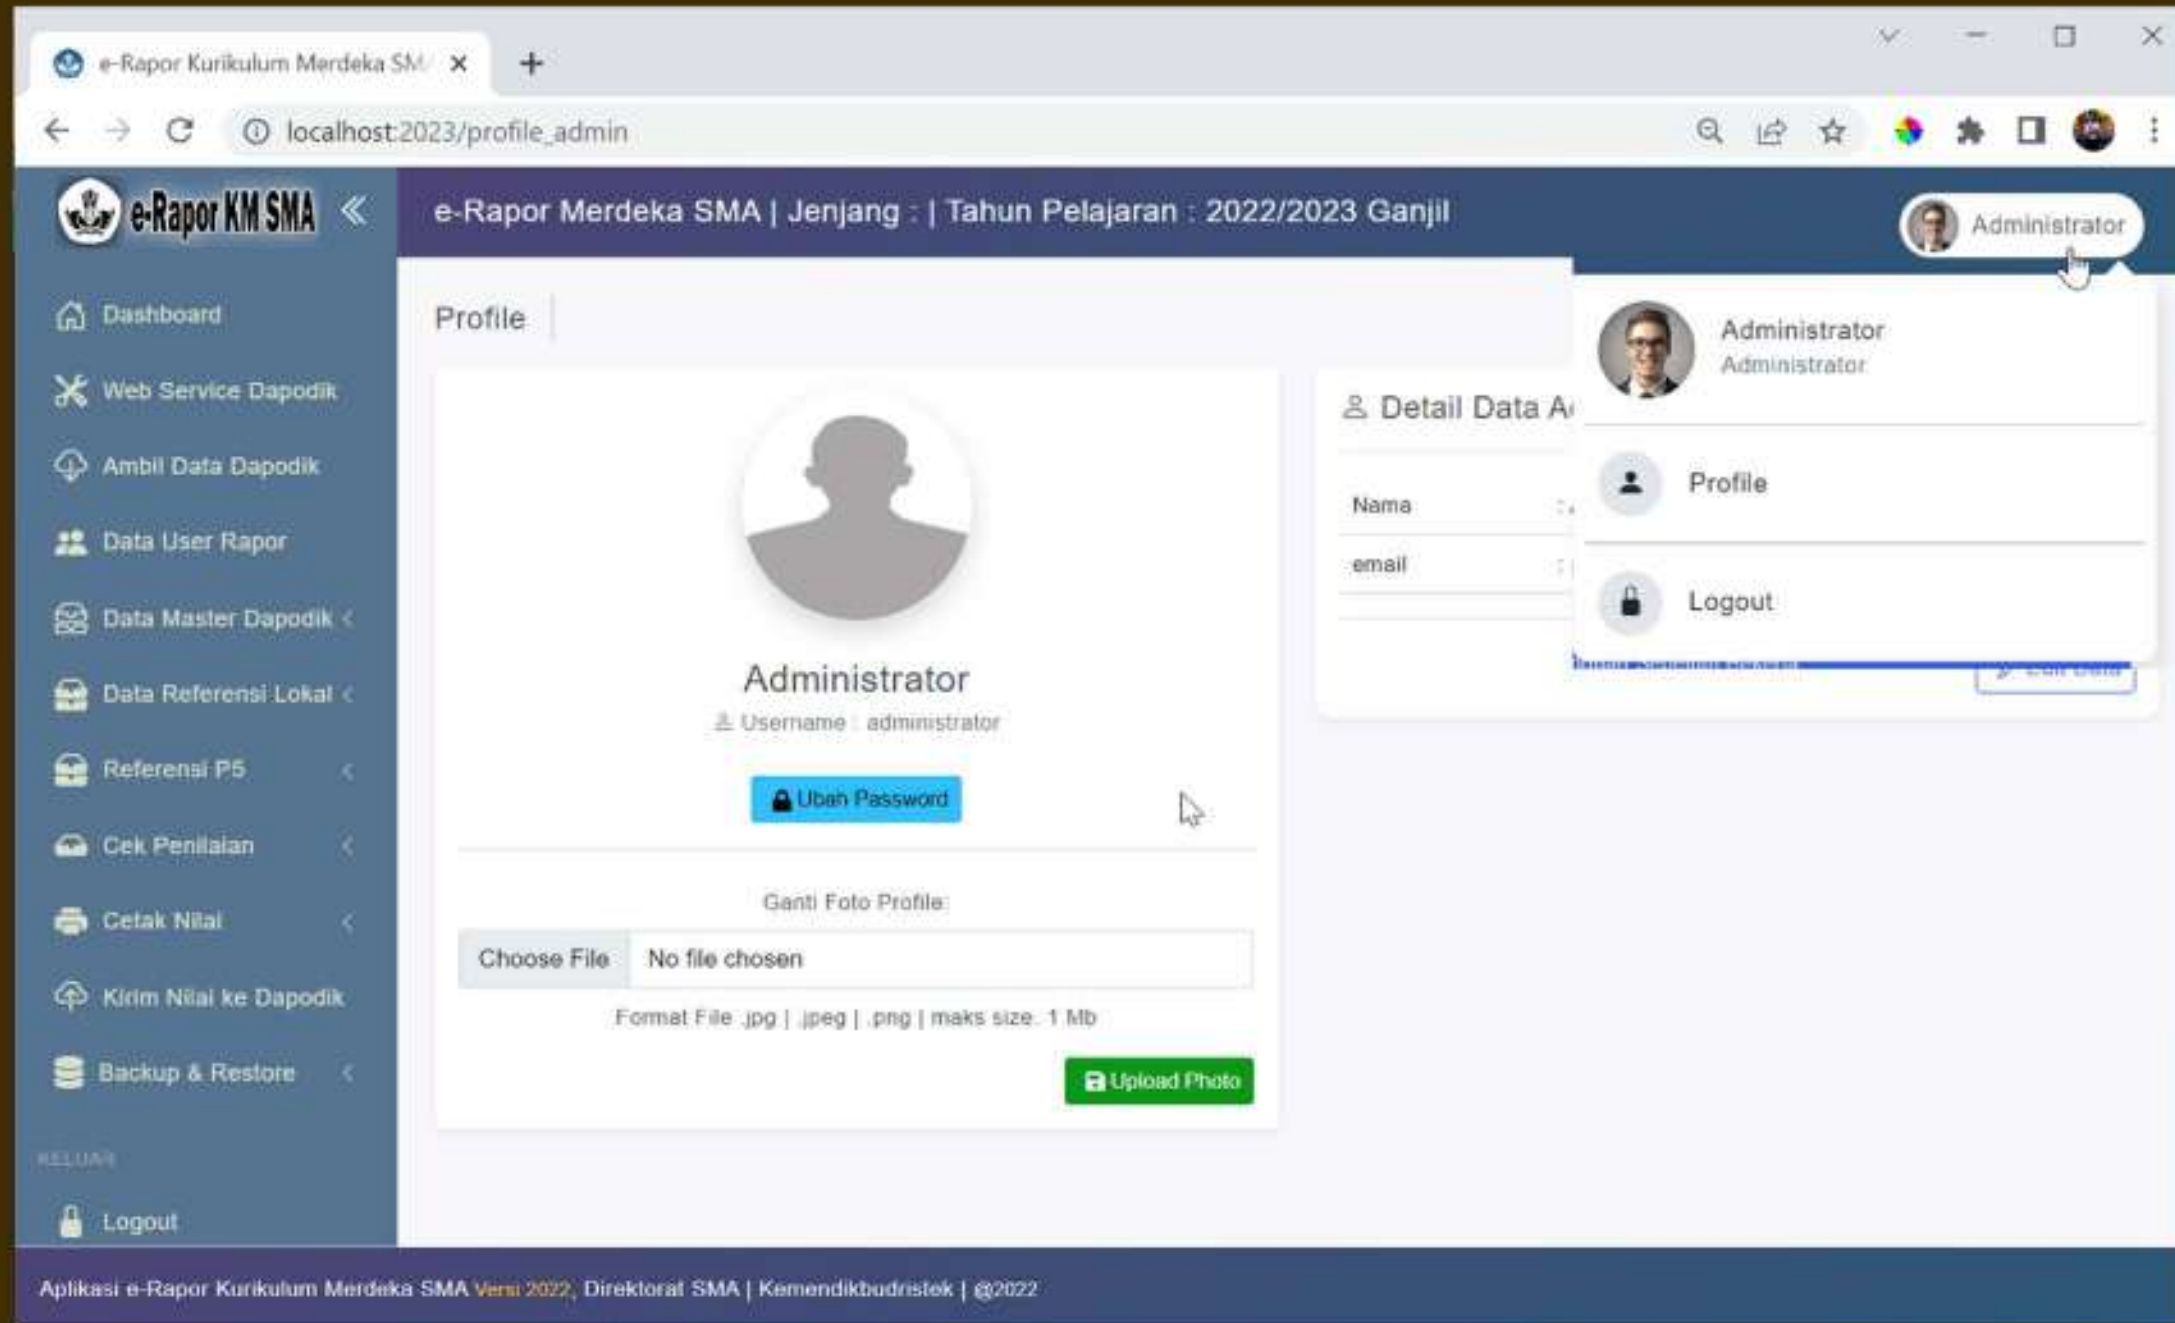 e-Rapor Kurikulum Merdeka SM
localhost:2023/profile_admin
e-Rapor KM SMA
e-Rapor Merdeka SMA | Jenjang : | Tahun Pelajaran : 2022/2023 Ganjil
Administrator
Dashboard
Web Service Dapodik
Ambil Data Dapodik
Data User Rapor
Data Master Dapodik
Data Referensi Lokal
Referensi P5
Cek Penilaian
Cetak Nilai
Kirim Nilai ke Dapodik
Backup & Restore
KELUAR
Logout
Profile
Administrator
Username : administrator
Ubah Password
Ganti Foto Profile:
Choose File No file chosen
Format File .jpg | .jpeg | .png | maks size. 1 Mb
Upload Photo
Detail Data A
Nama :
email :
Edit Data
Administrator
Administrator
Profile
Logout
Aplikasi e-Rapor Kurikulum Merdeka SMA Versi 2022, Direktorat SMA | Kemendikbudristek | @2022